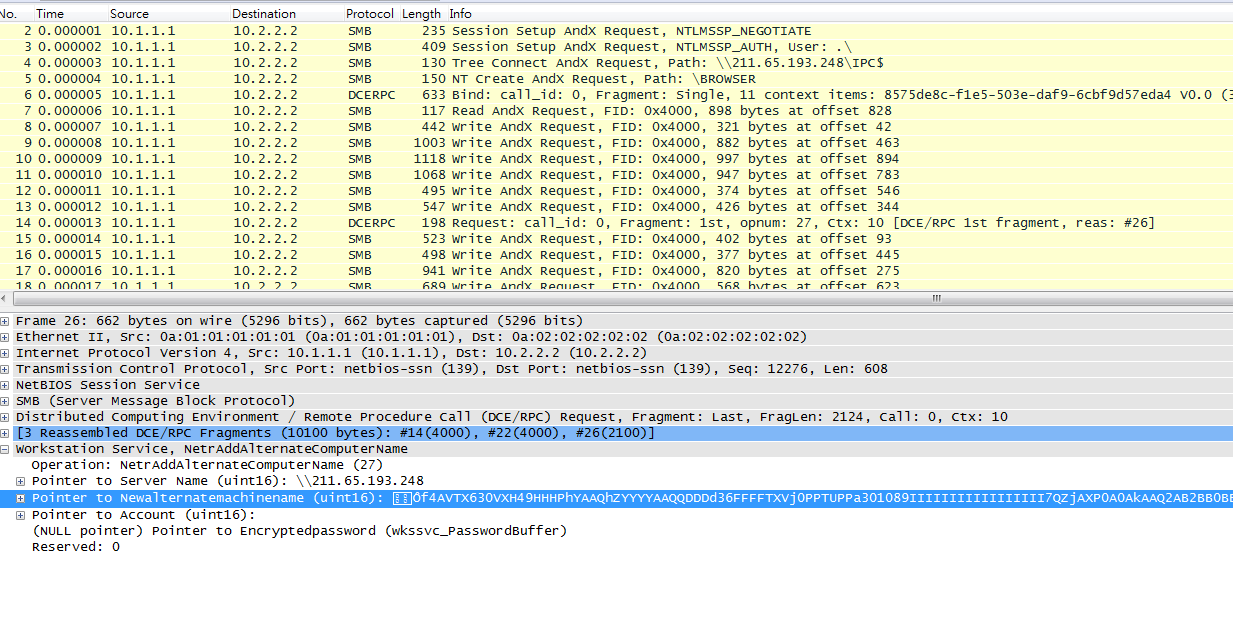 No. Time Source Destination Protocol Length Info
2 0.000001 10.1.1.1 10.2.2.2 SMB 235 Session Setup AndX Request, NTLMSSP_NEGOTIATE
3 0.000002 10.1.1.1 10.2.2.2 SMB 409 Session Setup AndX Request, NTLMSSP_AUTH, User: .\
4 0.000003 10.1.1.1 10.2.2.2 SMB 130 Tree Connect AndX Request, Path: \\211.65.193.248\IPC$
5 0.000004 10.1.1.1 10.2.2.2 SMB 150 NT Create AndX Request, Path: \BROWSER
6 0.000005 10.1.1.1 10.2.2.2 DCERPC 633 Bind: call_id: 0, Fragment: Single, 11 context items: 8575de8c-f1e5-503e-daf9-6cbf9d57eda4 V0.0 (3
7 0.000006 10.1.1.1 10.2.2.2 SMB 117 Read AndX Request, FID: 0x4000, 898 bytes at offset 828
8 0.000007 10.1.1.1 10.2.2.2 SMB 442 Write AndX Request, FID: 0x4000, 321 bytes at offset 42
9 0.000008 10.1.1.1 10.2.2.2 SMB 1003 Write AndX Request, FID: 0x4000, 882 bytes at offset 463
10 0.000009 10.1.1.1 10.2.2.2 SMB 1118 Write AndX Request, FID: 0x4000, 997 bytes at offset 894
11 0.000010 10.1.1.1 10.2.2.2 SMB 1068 Write AndX Request, FID: 0x4000, 947 bytes at offset 783
12 0.000011 10.1.1.1 10.2.2.2 SMB 495 Write AndX Request, FID: 0x4000, 374 bytes at offset 546
13 0.000012 10.1.1.1 10.2.2.2 SMB 547 Write AndX Request, FID: 0x4000, 426 bytes at offset 344
14 0.000013 10.1.1.1 10.2.2.2 DCERPC 198 Request: call_id: 0, Fragment: 1st, opnum: 27, Ctx: 10 [DCE/RPC 1st fragment, reas: #26]
15 0.000014 10.1.1.1 10.2.2.2 SMB 523 Write AndX Request, FID: 0x4000, 402 bytes at offset 93
16 0.000015 10.1.1.1 10.2.2.2 SMB 498 Write AndX Request, FID: 0x4000, 377 bytes at offset 445
17 0.000016 10.1.1.1 10.2.2.2 SMB 941 Write AndX Request, FID: 0x4000, 820 bytes at offset 275
18 0.000017 10.1.1.1 10.2.2.2 SMB 689 Write AndX Request, FID: 0x4000, 568 bytes at offset 623
Frame 26: 662 bytes on wire (5296 bits), 662 bytes captured (5296 bits)
Ethernet II, Src: 0a:01:01:01:01:01 (0a:01:01:01:01:01), Dst: 0a:02:02:02:02:02 (0a:02:02:02:02:02)
Internet Protocol Version 4, Src: 10.1.1.1 (10.1.1.1), Dst: 10.2.2.2 (10.2.2.2)
Transmission Control Protocol, Src Port: netbios-ssn (139), Dst Port: netbios-ssn (139), Seq: 12276, Len: 608
NetBIOS Session Service
SMB (Server Message Block Protocol)
Distributed Computing Environment / Remote Procedure Call (DCE/RPC) Request, Fragment: Last, FragLen: 2124, Call: 0, Ctx: 10
[3 Reassembled DCE/RPC Fragments (10100 bytes): #14(4000), #22(4000), #26(2100)]
Workstation Service, NetrAddAlternateComputerName
Operation: NetrAddAlternateComputerName (27)
Pointer to Server Name (uint16): \\211.65.193.248
Pointer to Newalternatemachinename (uint16):
Pointer to Account (uint16):
(NULL pointer) Pointer to Encryptedpassword (wkssvc_PasswordBuffer)
Reserved: 0